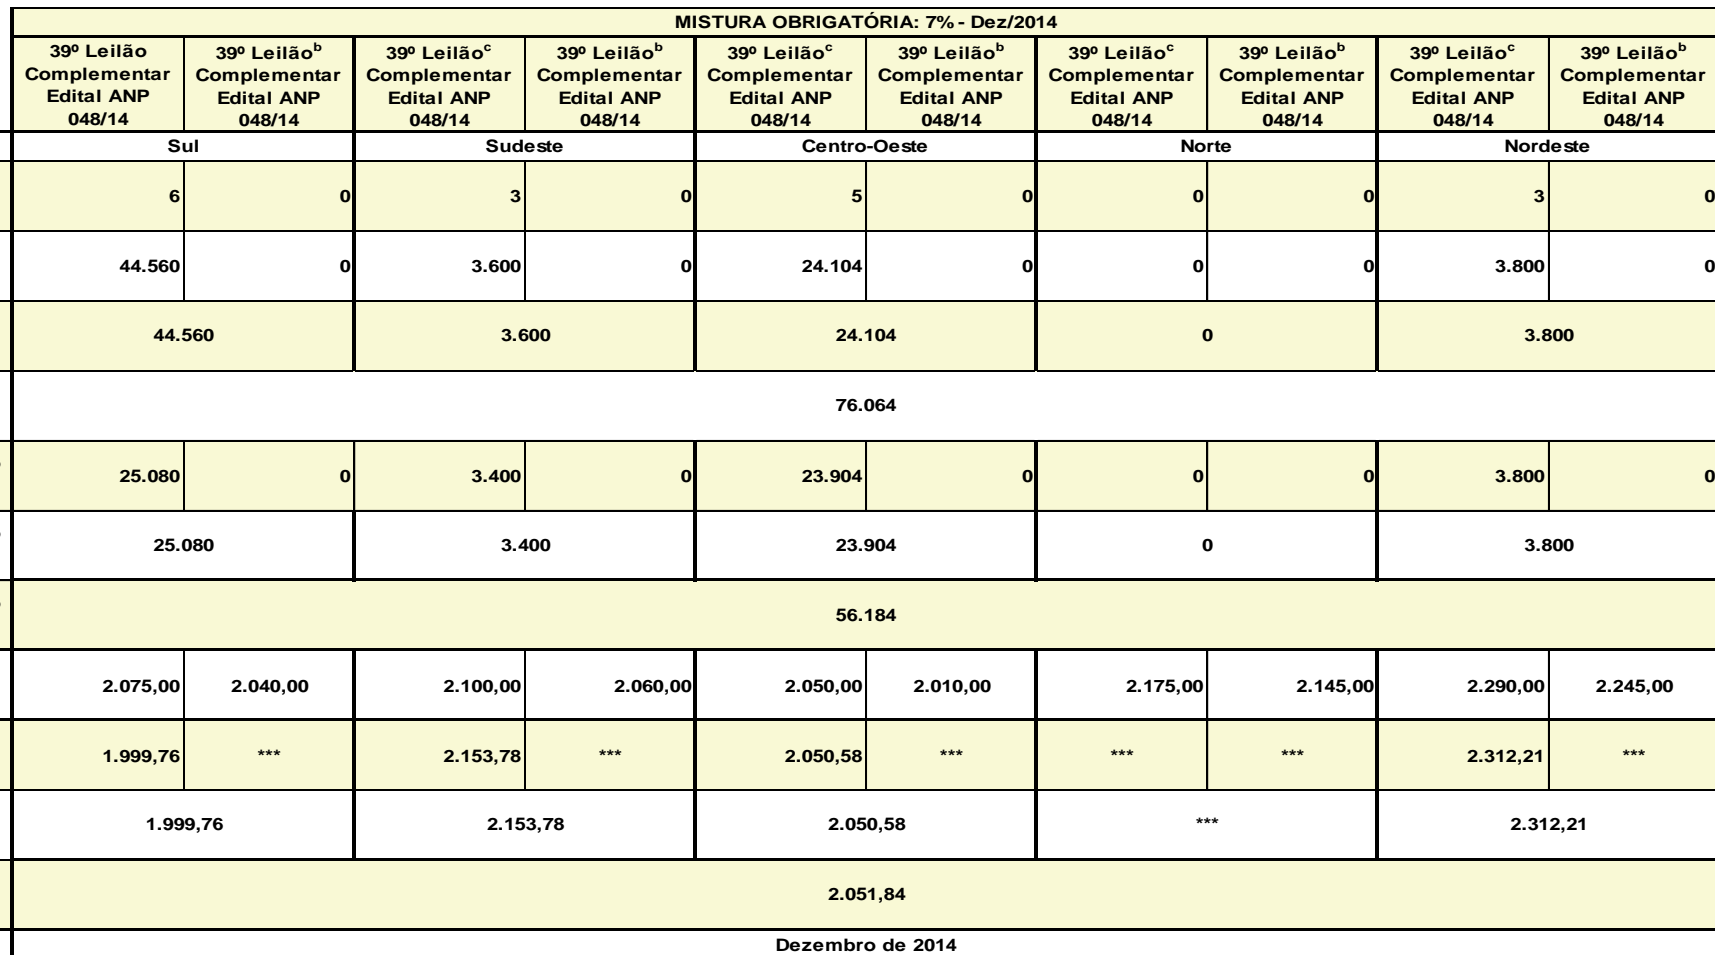 MISTURA OBRIGATÓRIA: 7% - Dez/2014
39º Leilão Complementar Edital ANP 048/14 39º Leilãoᵇ Complementar Edital ANP 048/14 39º Leilãoᶜ Complementar Edital ANP 048/14 39º Leilãoᵇ Complementar Edital ANP 048/14 39º Leilãoᶜ Complementar Edital ANP 048/14 39º Leilãoᵇ Complementar Edital ANP 048/14 39º Leilãoᶜ Complementar Edital ANP 048/14 39º Leilãoᵇ Complementar Edital ANP 048/14 39º Leilãoᶜ Complementar Edital ANP 048/14 39º Leilãoᵇ Complementar Edital ANP 048/14
Sul Sudeste Centro-Oeste Norte Nordeste
6 0 3 0 5 0 0 0 3 0
44.560 0 3.600 0 24.104 0 0 0 3.800 0
44.560 3.600 24.104 0 3.800
76.064
25.080 0 3.400 0 23.904 0 0 0 3.800 0
25.080 3.400 23.904 0 3.800
56.184
2.075,00 2.040,00 2.100,00 2.060,00 2.050,00 2.010,00 2.175,00 2.145,00 2.290,00 2.245,00
1.999,76 *** 2.153,78 *** 2.050,58 *** *** *** 2.312,21 ***
1.999,76 2.153,78 2.050,58 *** 2.312,21
2.051,84
Dezembro de 2014